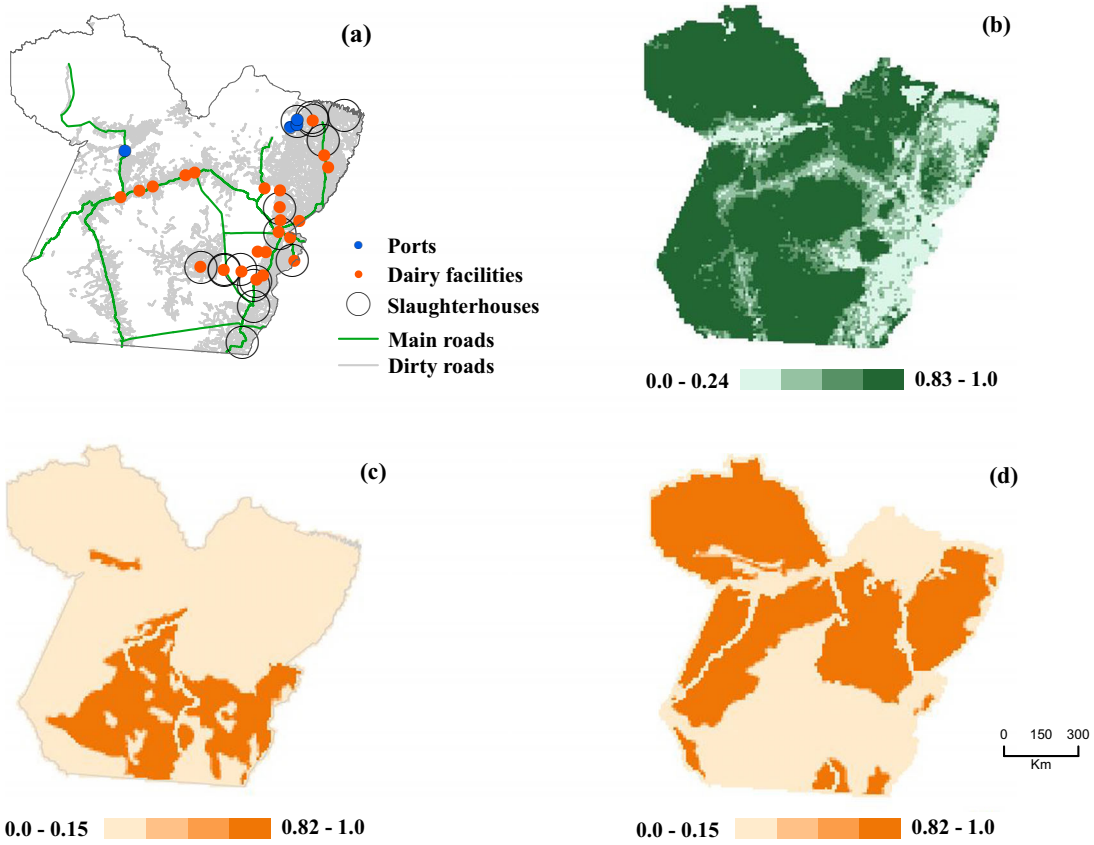 (a)
(b)
Ports
Dairy facilities
Slaughterhouses
Main roads
Dirty roads
0.0 - 0.24
0.83 - 1.0
(c)
(d)
0 150 300
Km
0.0 - 0.15
0.82 - 1.0
0.0 - 0.15
0.82 - 1.0